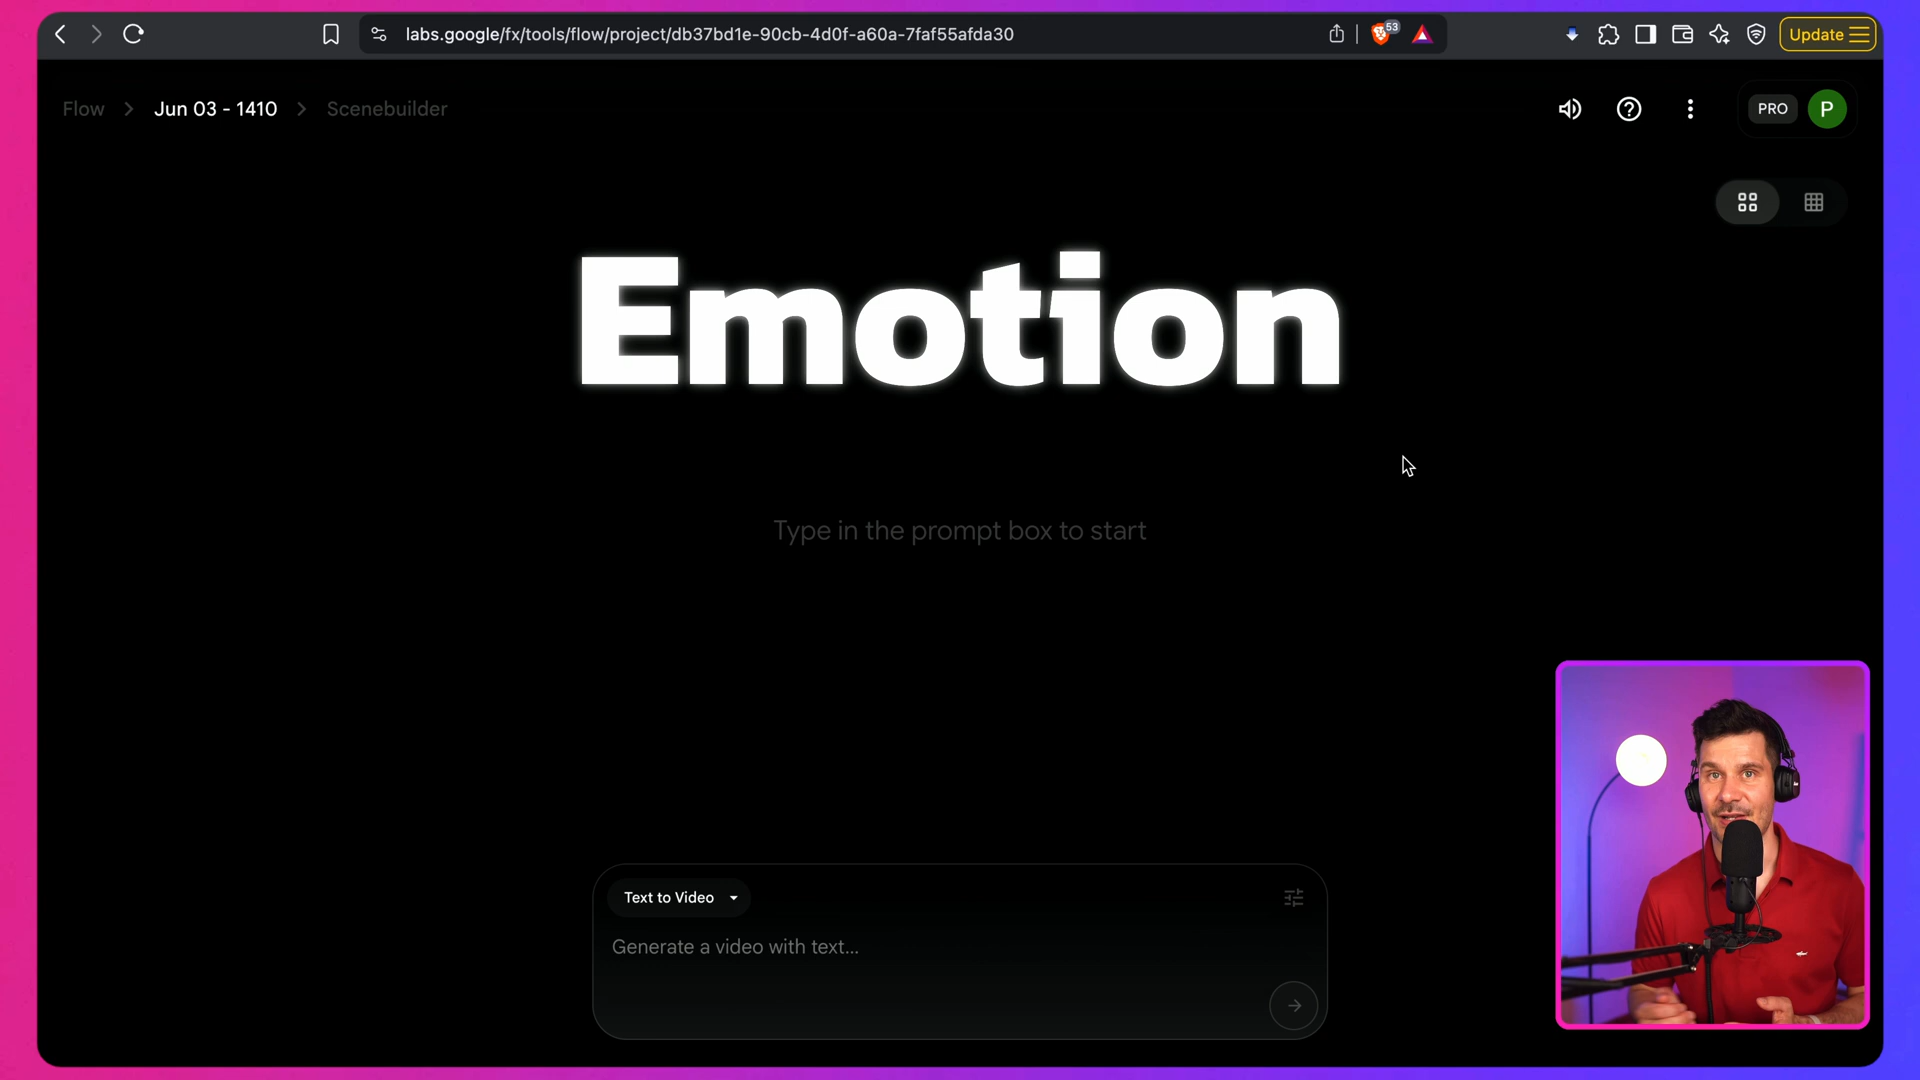 labs.google/fx/tools/flow/project/db37bd1e-90cb-4d0f-a60a-7faf55afda30
53
Update
Flow > Jun 03 - 1410 > Scenebuilder
PRO
P
Emotion
Type in the prompt box to start
Text to Video
Generate a video with text...